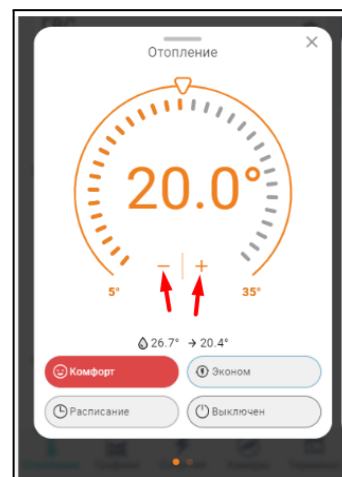 Отопление
20.0°
− +
5° 35°
26.7° → 20.4°
Комфорт Эконом
Расписание Выключен